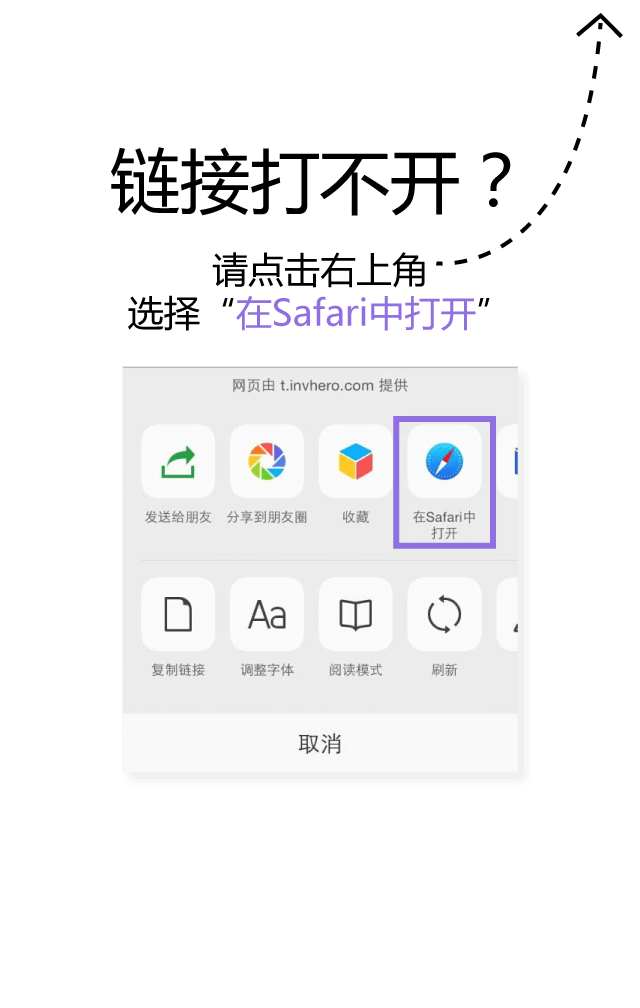 链接打不开？
请点击右上角
选择“在Safari中打开”
网页由 t.invhero.com 提供
发送给朋友
分享到朋友圈
收藏
在Safari中
打开
Aa
复制链接
调整字体
阅读模式
刷新
取消